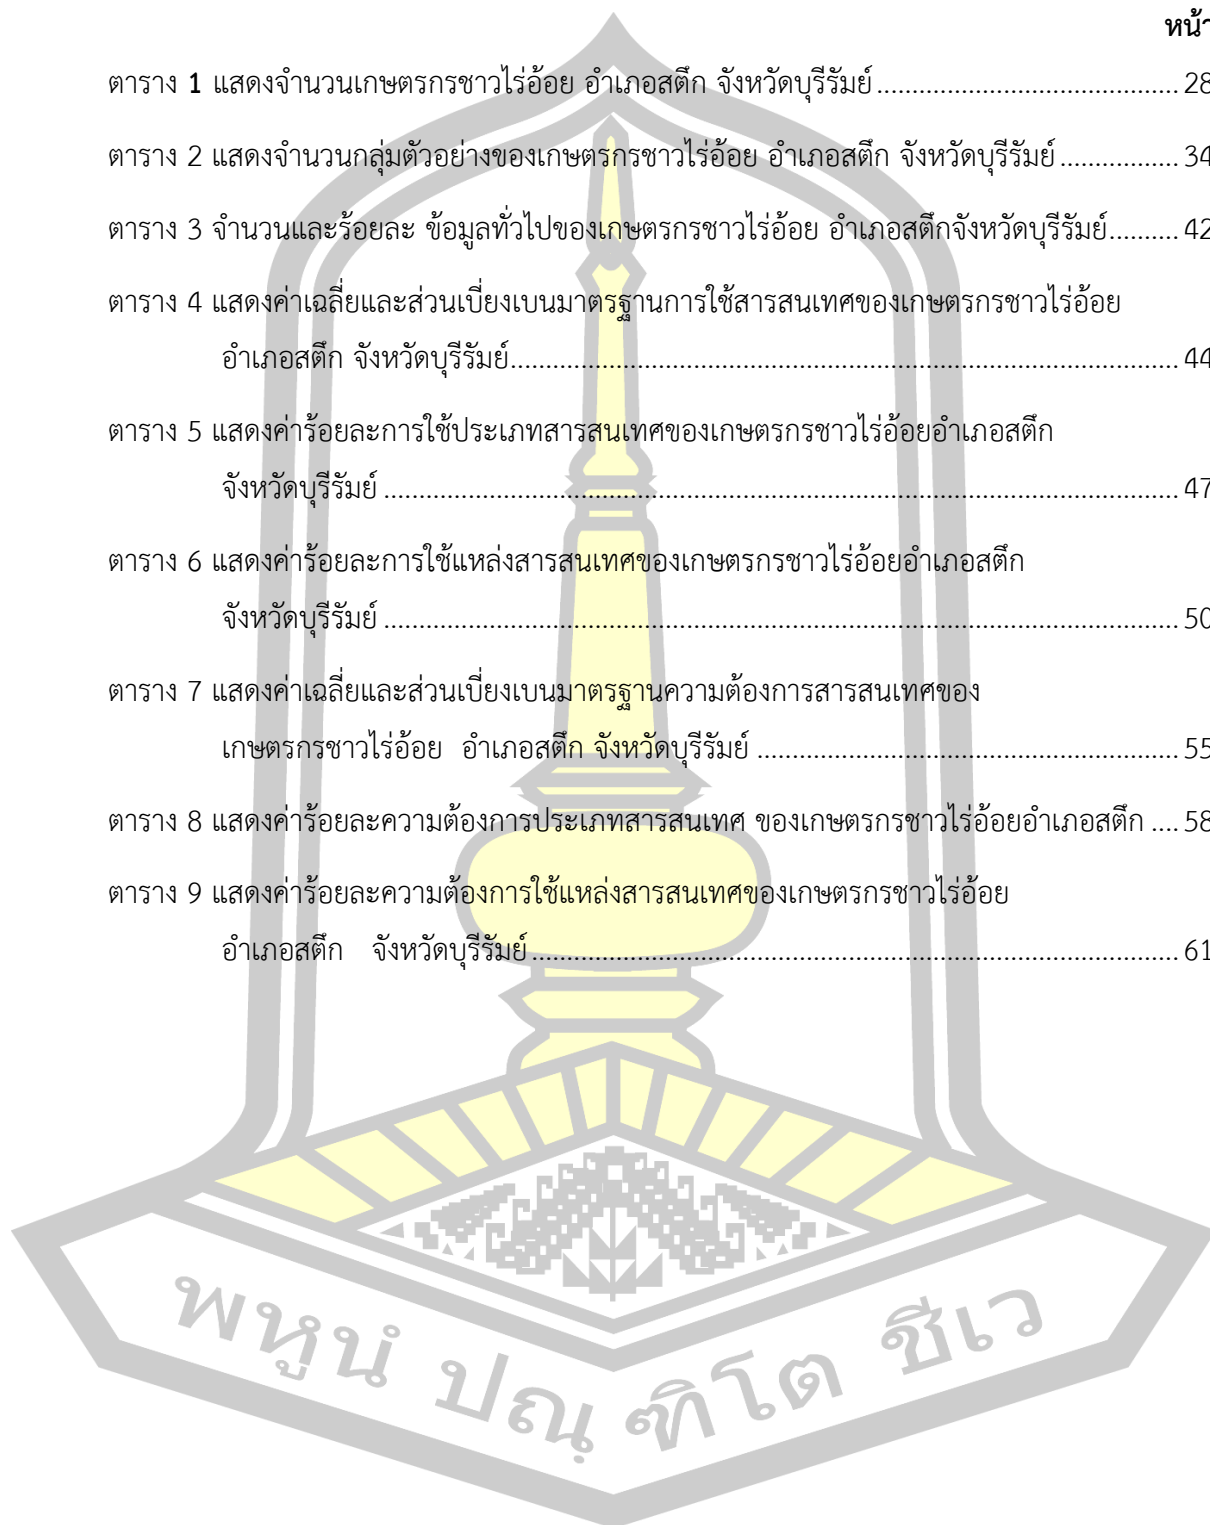 หน้า
ตาราง 1 แสดงจำนวนเกษตรกรชาวไร่อ้อย อำเภอสตึก จังหวัดบุรีรัมย์ ........................................... 28
ตาราง 2 แสดงจำนวนกลุ่มตัวอย่างของเกษตรกรชาวไร่อ้อย อำเภอสตึก จังหวัดบุรีรัมย์ ................. 34
ตาราง 3 จำนวนและร้อยละ ข้อมูลทั่วไปของเกษตรกรชาวไร่อ้อย อำเภอสตึกจังหวัดบุรีรัมย์.......... 42
ตาราง 4 แสดงค่าเฉลี่ยและส่วนเบี่ยงเบนมาตรฐานการใช้สารสนเทศของเกษตรกรชาวไร่อ้อย
อำเภอสตึก จังหวัดบุรีรัมย์............................................................................................... 44
ตาราง 5 แสดงค่าร้อยละการใช้ประเภทสารสนเทศของเกษตรกรชาวไร่อ้อยอำเภอสตึก
จังหวัดบุรีรัมย์ ................................................................................................................. 47
ตาราง 6 แสดงค่าร้อยละการใช้แหล่งสารสนเทศของเกษตรกรชาวไร่อ้อยอำเภอสตึก
จังหวัดบุรีรัมย์ ................................................................................................................. 50
ตาราง 7 แสดงค่าเฉลี่ยและส่วนเบี่ยงเบนมาตรฐานความต้องการสารสนเทศของ
เกษตรกรชาวไร่อ้อย อำเภอสตึก จังหวัดบุรีรัมย์ ............................................................ 55
ตาราง 8 แสดงค่าร้อยละความต้องการประเภทสารสนเทศ ของเกษตรกรชาวไร่อ้อยอำเภอสตึก .... 58
ตาราง 9 แสดงค่าร้อยละความต้องการใช้แหล่งสารสนเทศของเกษตรกรชาวไร่อ้อย
อำเภอสตึก จังหวัดบุรีรัมย์............................................................................................ 61
พหูนํ ปณฺฑิโต ชีเว